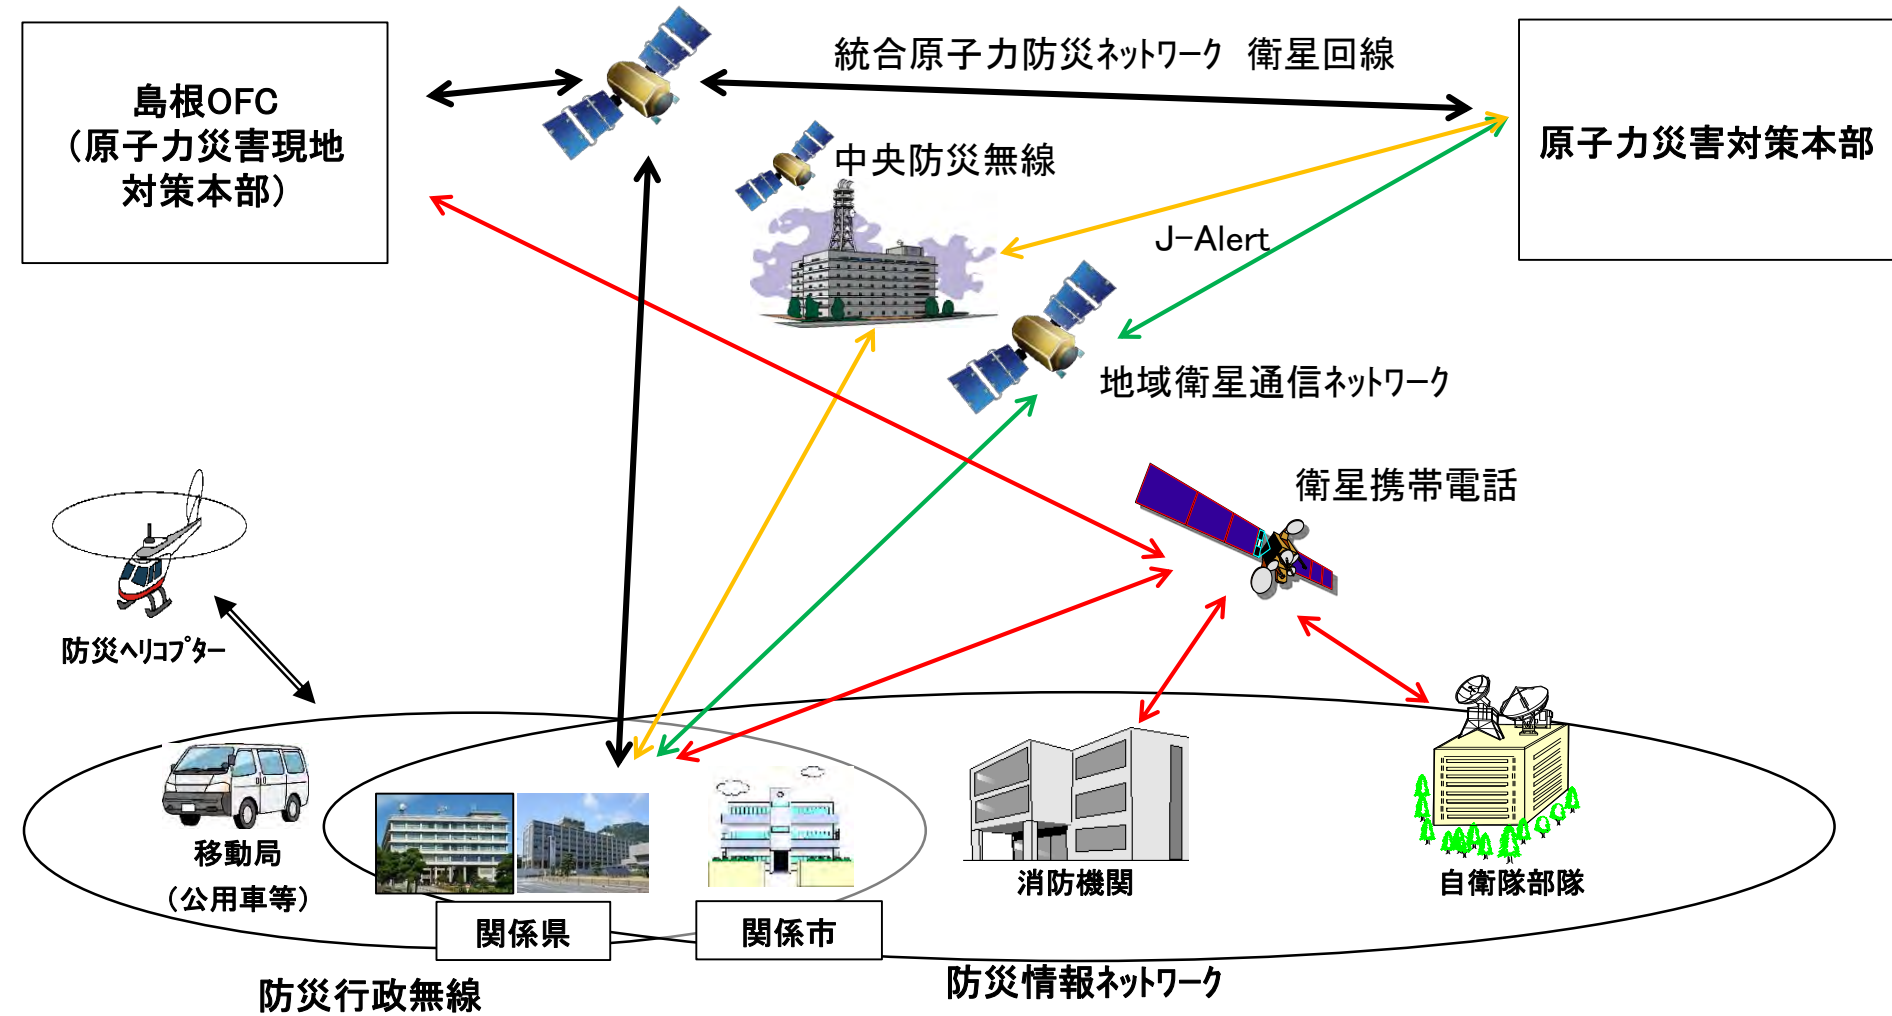 島根OFC
（原子力災害現地
対策本部）
統合原子力防災ネットワーク　衛星回線
原子力災害対策本部
中央防災無線
J-Alert
地域衛星通信ネットワーク
衛星携帯電話
防災ヘリコプター
移動局
（公用車等）
関係県
関係市
消防機関
自衛隊部隊
防災行政無線
防災情報ネットワーク